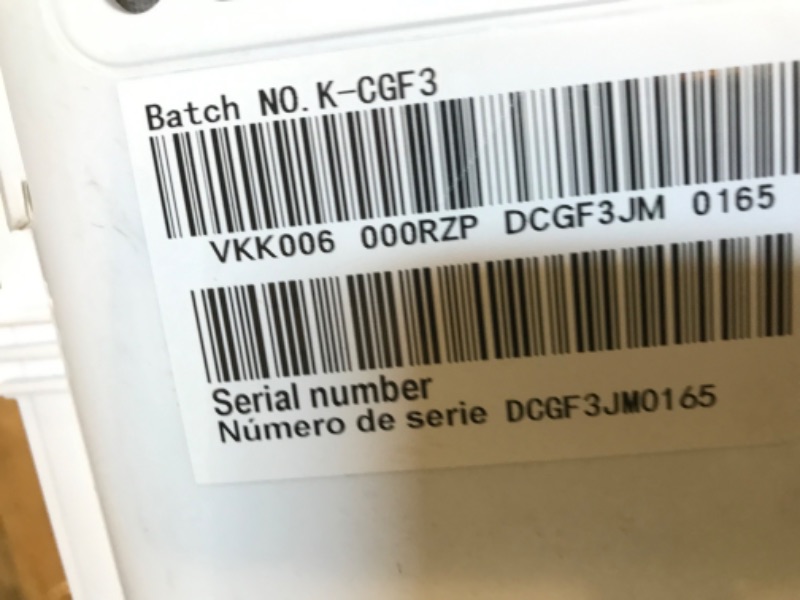 Batch NO. K-CGF3
VKK006 000RZP DCGF3JM 0165
Serial number
Número de serie DCGF3JM0165